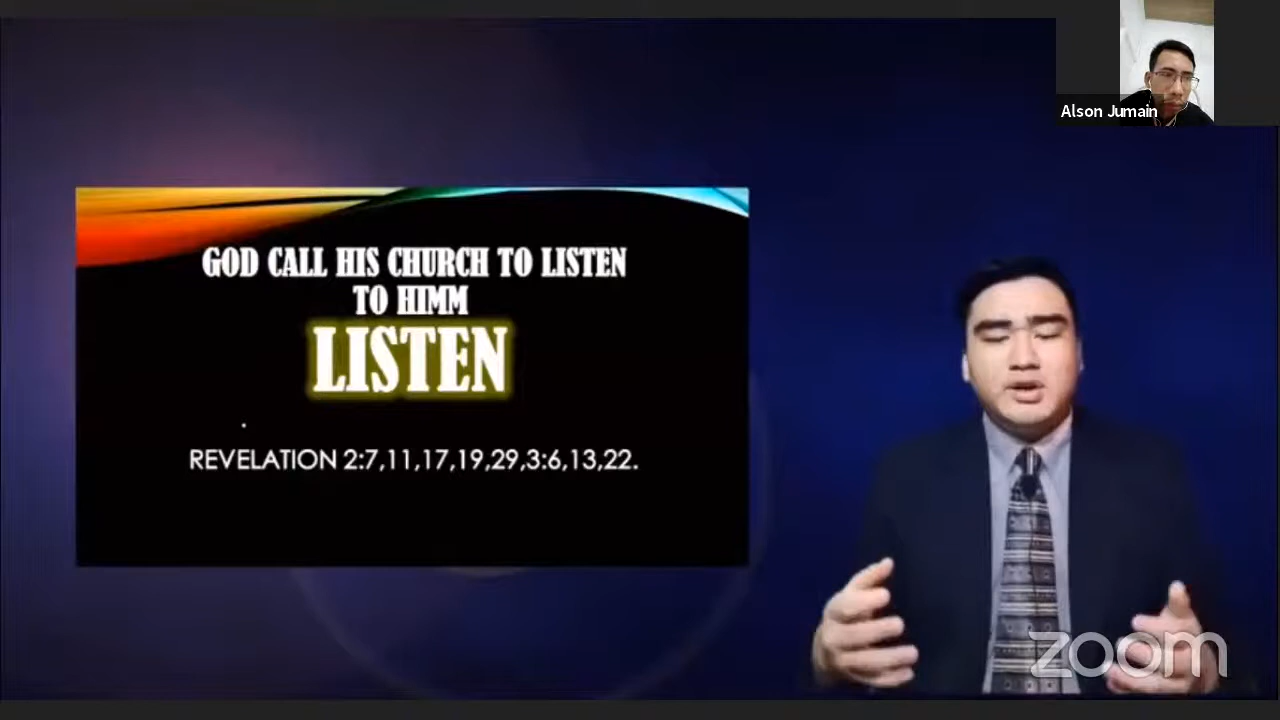 Alson Jumain
GOD CALL HIS CHURCH TO LISTEN
TO HIMM
LISTEN
REVELATION 2:7,11,17,19,29,3:6,13,22.
zoom